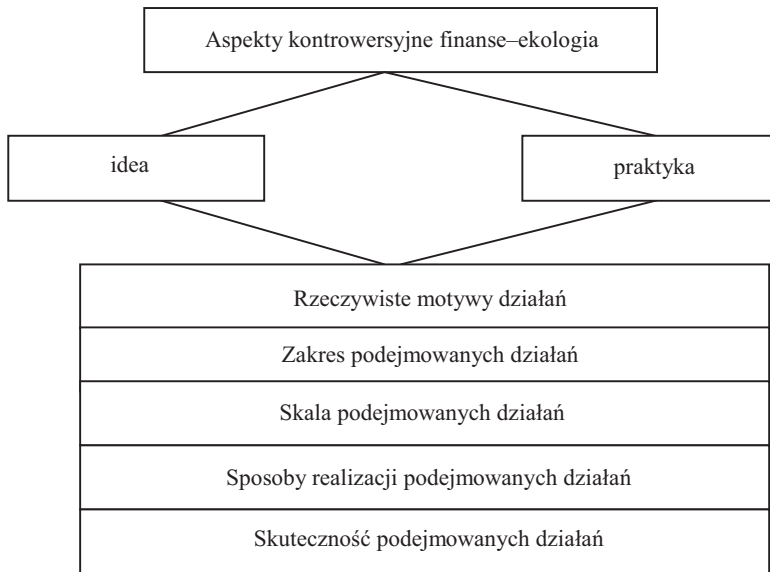 Aspekty kontrowersyjne finanse–ekologia
idea
praktyka
Rzeczywiste motywy działań
Zakres podejmowanych działań
Skala podejmowanych działań
Sposoby realizacji podejmowanych działań
Skuteczność podejmowanych działań